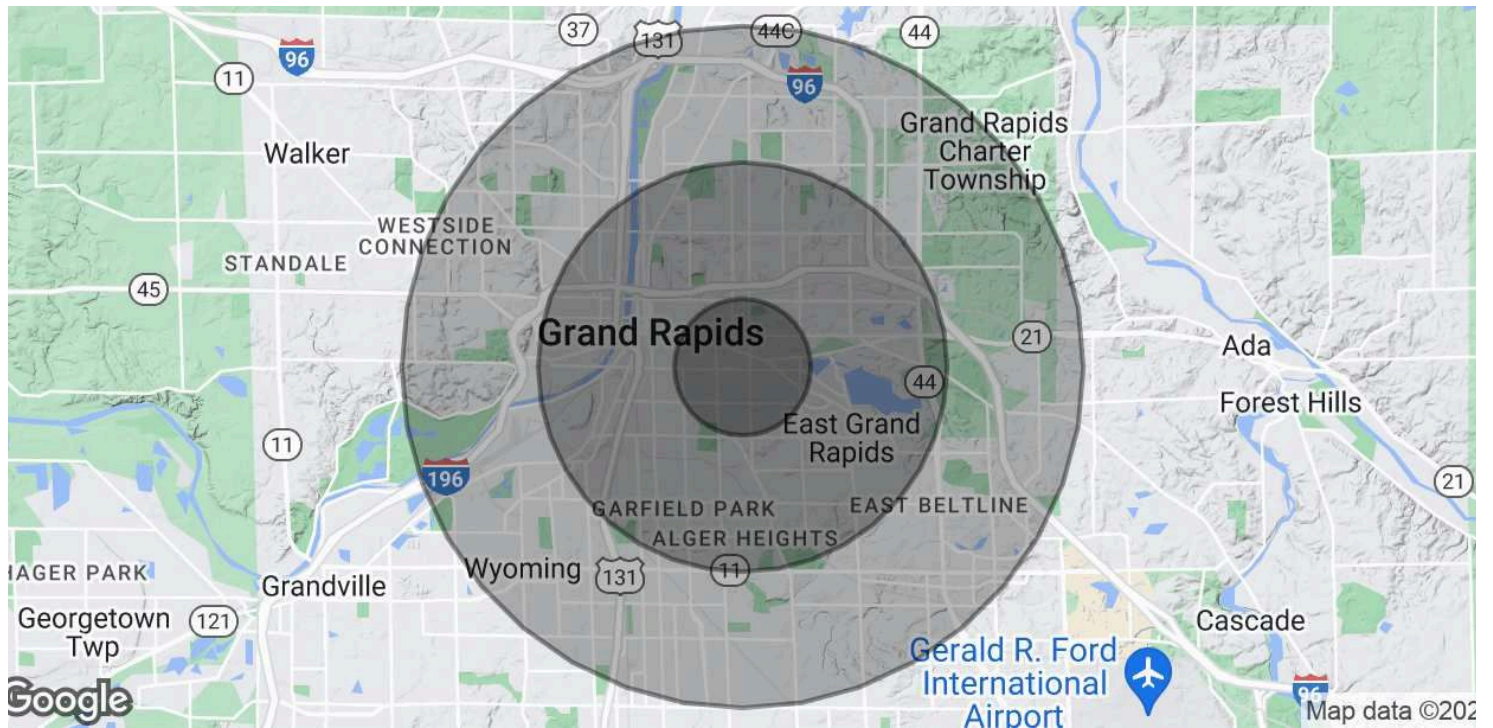 37
131
44C
44
96
11
96
Grand Rapids
Charter
Township
Walker
WESTSIDE
CONNECTION
STANDALE
45
Grand Rapids
21
Ada
44
Forest Hills
East Grand
Rapids
11
196
21
GARFIELD PARK
EAST BELTLINE
ALGER HEIGHTS
HAGER PARK
Wyoming
131
11
Grandville
Georgetown
Twp
121
Cascade
Gerald R. Ford
International
Airport
96
Google
Map data ©202